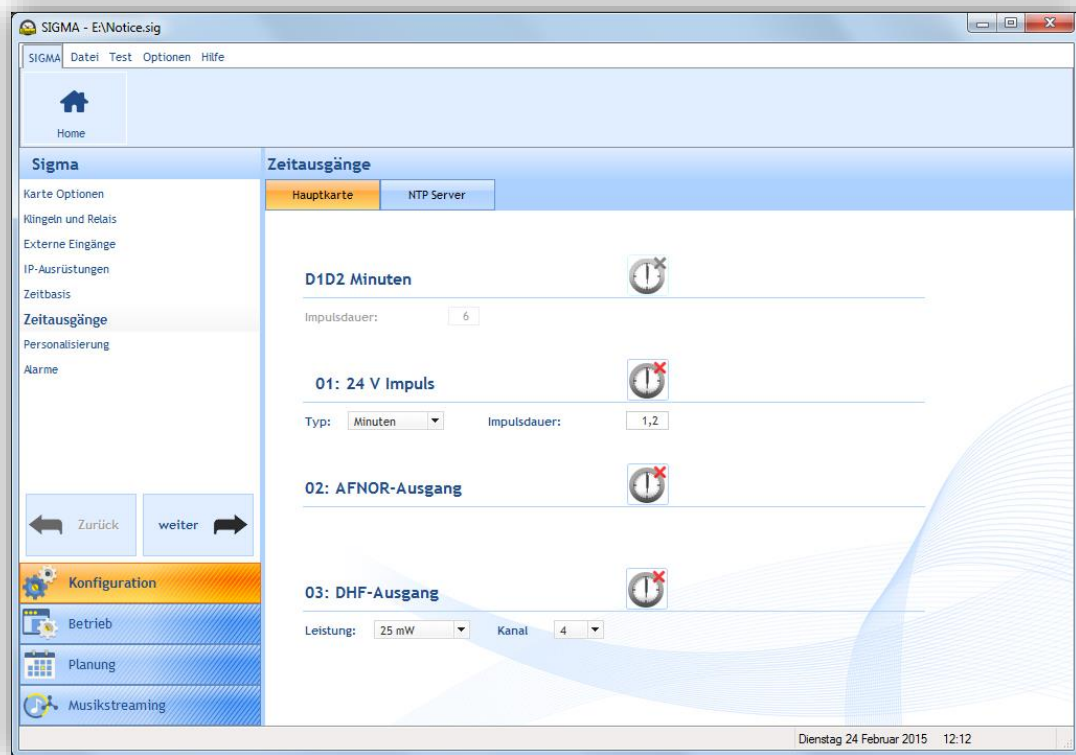 SIGMA - E:\Notice.sig
SIGMA Datei Test Optionen Hilfe
Home
Sigma
Karte Optionen
Klingeln und Relais
Externe Eingänge
IP-Ausrüstungen
Zeitbasis
Zeitausgänge
Personalisierung
Alarme
Zurück weiter
Konfiguration
Betrieb
Planung
Musikstreaming
Zeitausgänge
Hauptkarte NTP Server
D1D2 Minuten
Impulsdauer: 6
01: 24 V Impuls
Typ: Minuten Impulsdauer: 1,2
02: AFNOR-Ausgang
03: DHF-Ausgang
Leistung: 25 mW Kanal 4
Dienstag 24 Februar 2015 12:12